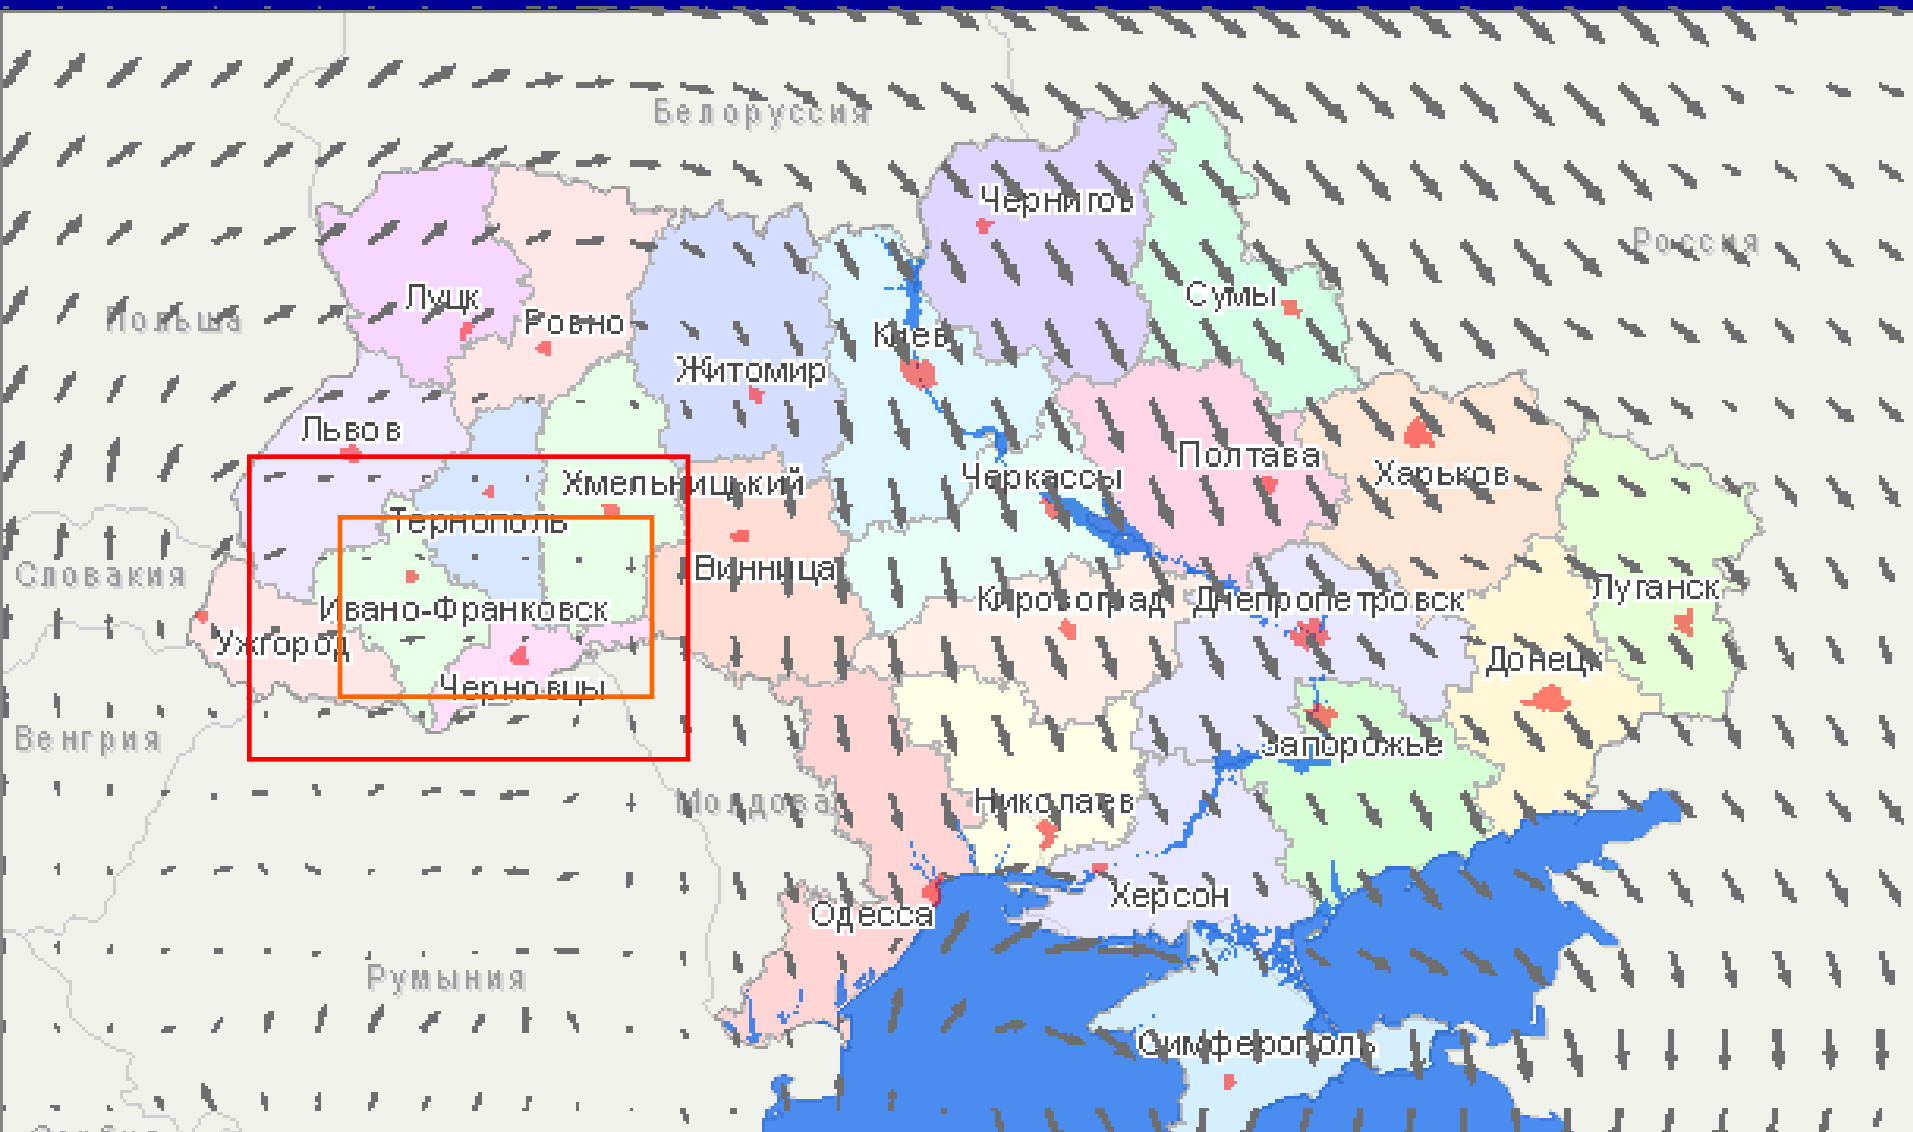 Белоруссия
Чернигов
Россия
Луцк
Сумы
Польша
Ровно
Киев
Житомир
Львов
Полтава
Харьков
Черкассы
Хмельницький
Тернополь
Винница
Словакия
Луганск
Кировоград
Днепропетровск
Ивано-Франковск
Ужгород
Донецк
Черновцы
Венгрия
Запорожье
Молдова
Николаев
Херсон
Одесса
Румыния
Симферополь